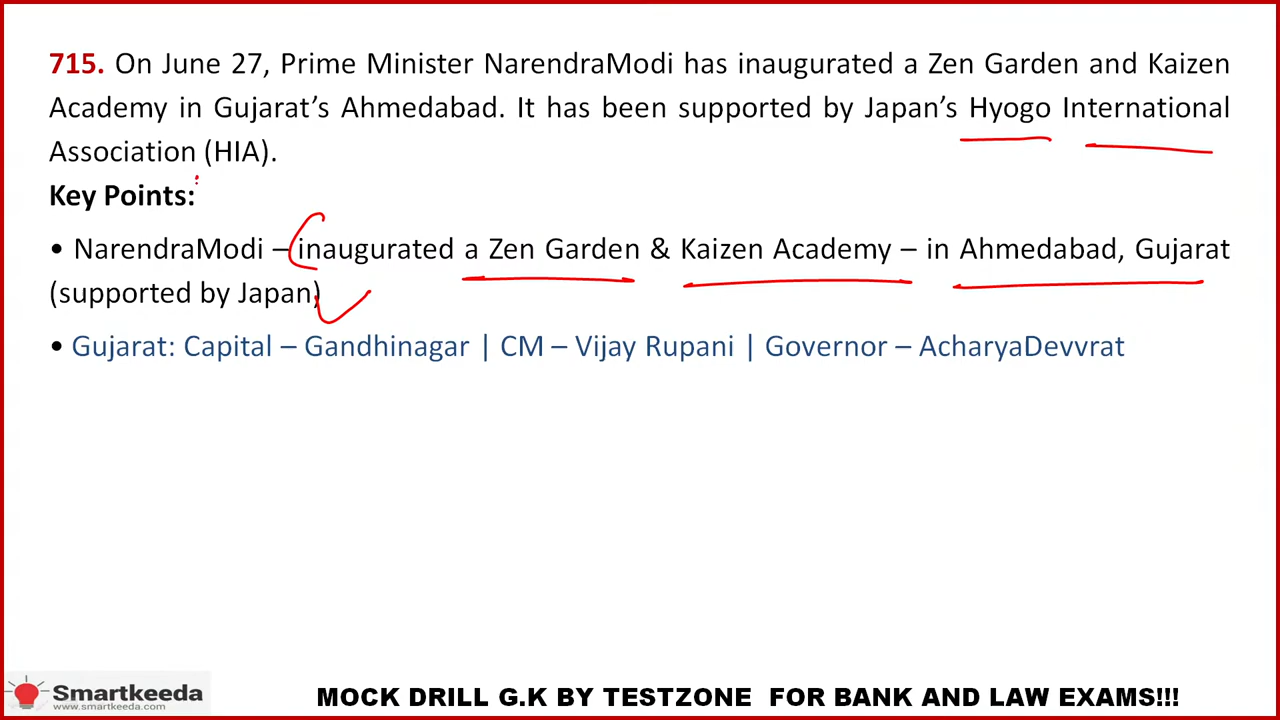 715. On June 27, Prime Minister NarendraModi has inaugurated a Zen Garden and Kaizen
Academy in Gujarat’s Ahmedabad. It has been supported by Japan’s Hyogo International
Association (HIA).
Key Points:
• NarendraModi – inaugurated a Zen Garden & Kaizen Academy – in Ahmedabad, Gujarat
(supported by Japan)
• Gujarat: Capital – Gandhinagar | CM – Vijay Rupani | Governor – AcharyaDevvrat
Smartkeeda
www.smartkeeda.com
MOCK DRILL G.K BY TESTZONE FOR BANK AND LAW EXAMS!!!